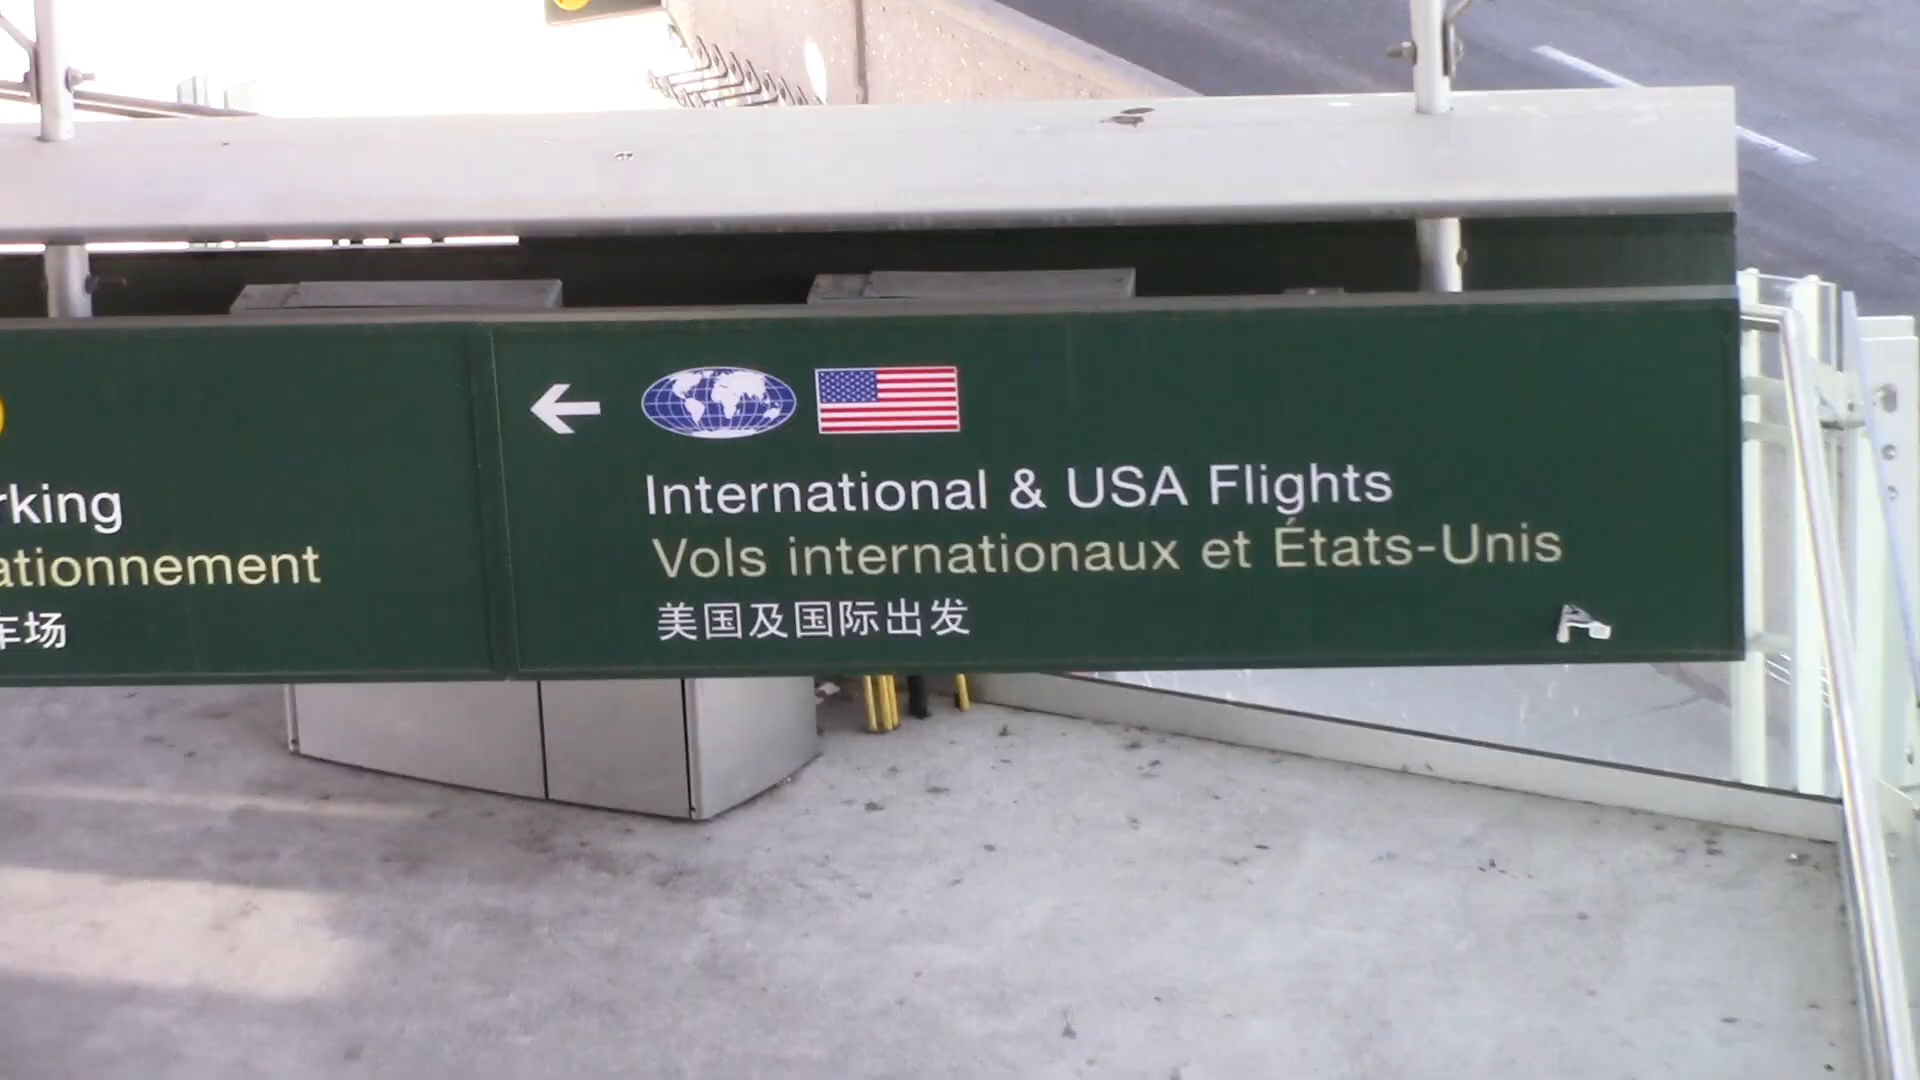 rking
ationnement
车场
International & USA Flights
Vols internationaux et États-Unis
美国及国际出发